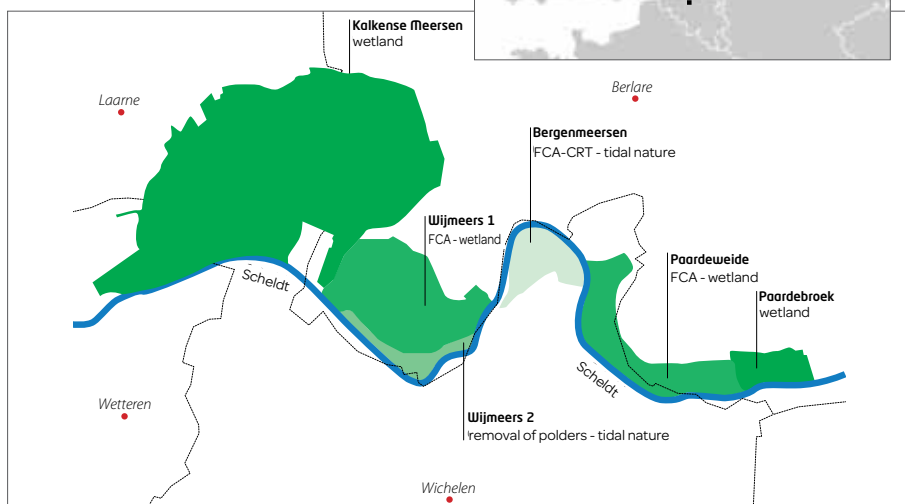 Kalkense Meersen
wetland
Laarne
Berlare
Bergenmeersen
FCA-CRT - tidal nature
Wijmeers 1
FCA - wetland
Scheldt
Paardeweide
FCA - wetland
Paardebroek
wetland
Scheldt
Wetteren
Wijmeers 2
removal of polders - tidal nature
Wichelen